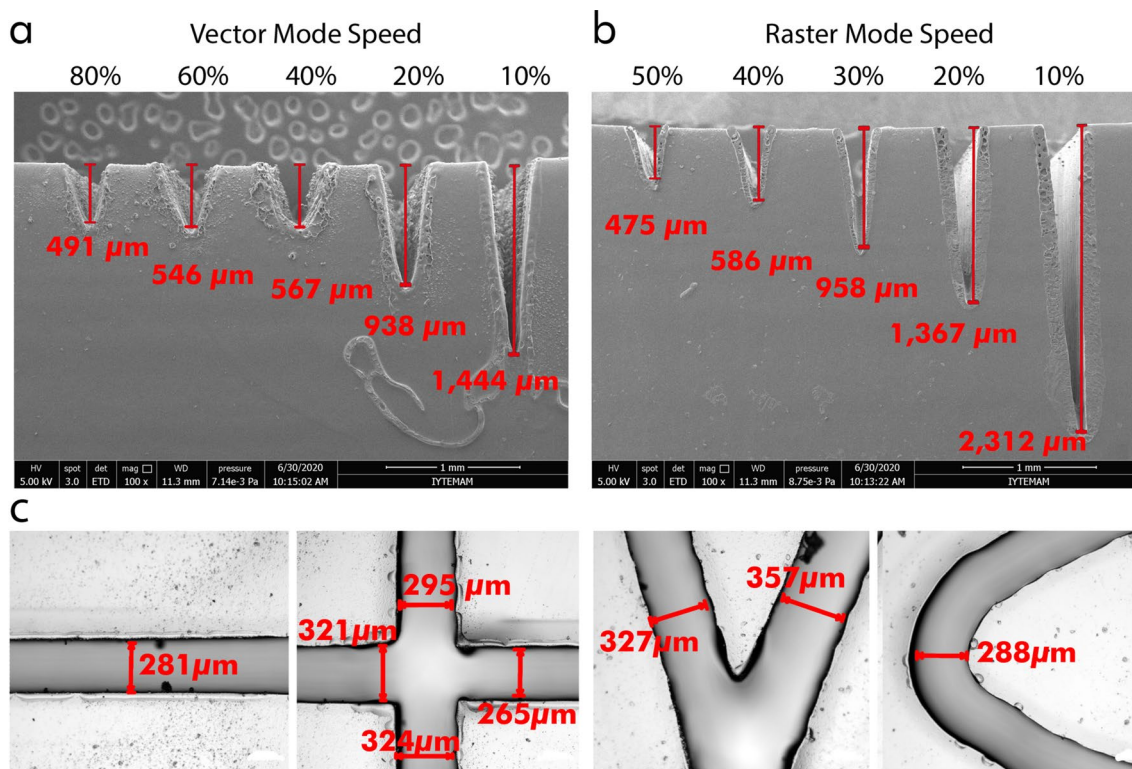 a
Vector Mode Speed
80% 60% 40% 20% 10%
491 µm
546 µm
567 µm
938 µm
1,444 µm
HV spot det mag WD pressure 6/30/2020 1 mm
5.00 kV 3.0 ETD 100 x 11.3 mm 7.14e-3 Pa 10:15:02 AM IYTEMAM
b
Raster Mode Speed
50% 40% 30% 20% 10%
475 µm
586 µm
958 µm
1,367 µm
2,312 µm
HV spot det mag WD pressure 6/30/2020 1 mm
5.00 kV 3.0 ETD 100 x 11.3 mm 8.75e-3 Pa 10:13:22 AM IYTEMAM
c
281µm
295 µm
321µm
265µm
324µm
357µm
327µm
288µm